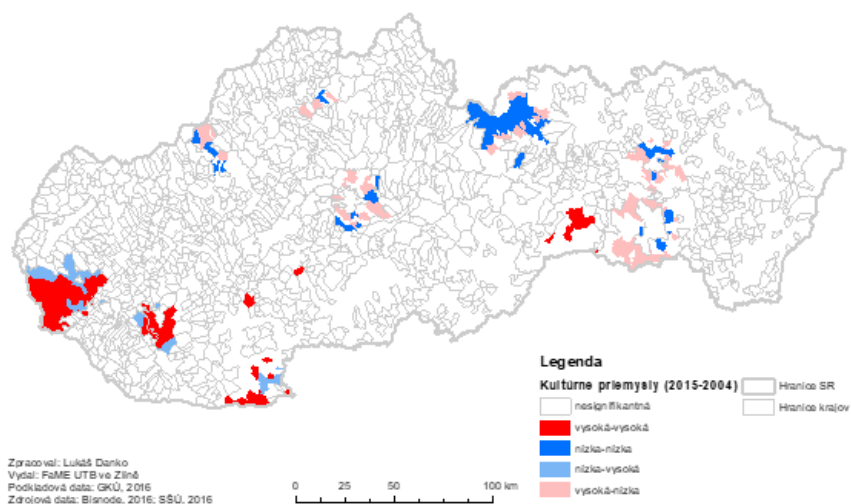 Legenda
Kultúrne priemysly (2015-2004)
nesignifikantná
vysoká-vysoká
nízka-nízka
nízka-vysoká
vysoká-nízka
Hranice SR
Hranice krajov
Zpracoval: Lukáš Danko
Vydal: FaME UTB ve Zlíně
Podkladová data: GKÚ, 2016
Zdrojová data: Bisnode, 2016; SŠÚ, 2016
0 25 50 100 km